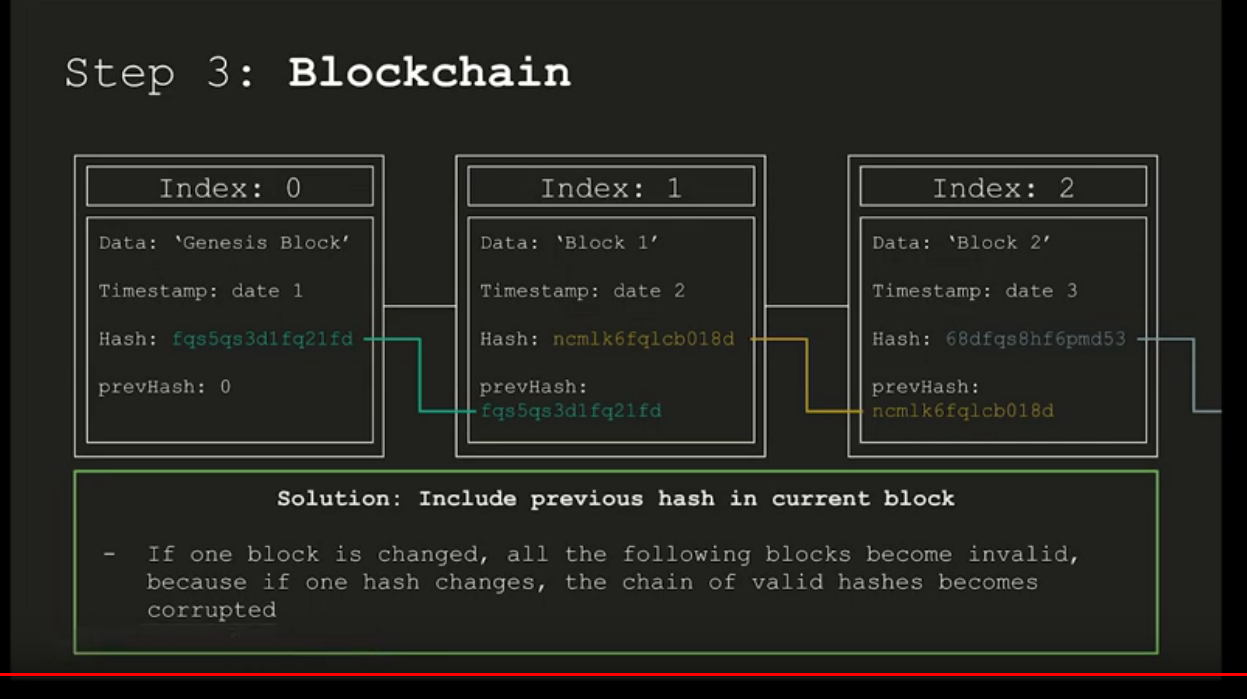 Step 3: Blockchain
Index: 0
Data: ‘Genesis Block’
Timestamp: date 1
Hash: fqs5qs3d1fq21fd
prevHash: 0
Index: 1
Data: ‘Block 1’
Timestamp: date 2
Hash: ncmlk6fqlcb018d
prevHash:
fqs5qs3d1fq21fd
Index: 2
Data: ‘Block 2’
Timestamp: date 3
Hash: 68dfqs8hf6pmd53
prevHash:
ncmlk6fqlcb018d
Solution: Include previous hash in current block
- If one block is changed, all the following blocks become invalid,
because if one hash changes, the chain of valid hashes becomes
corrupted